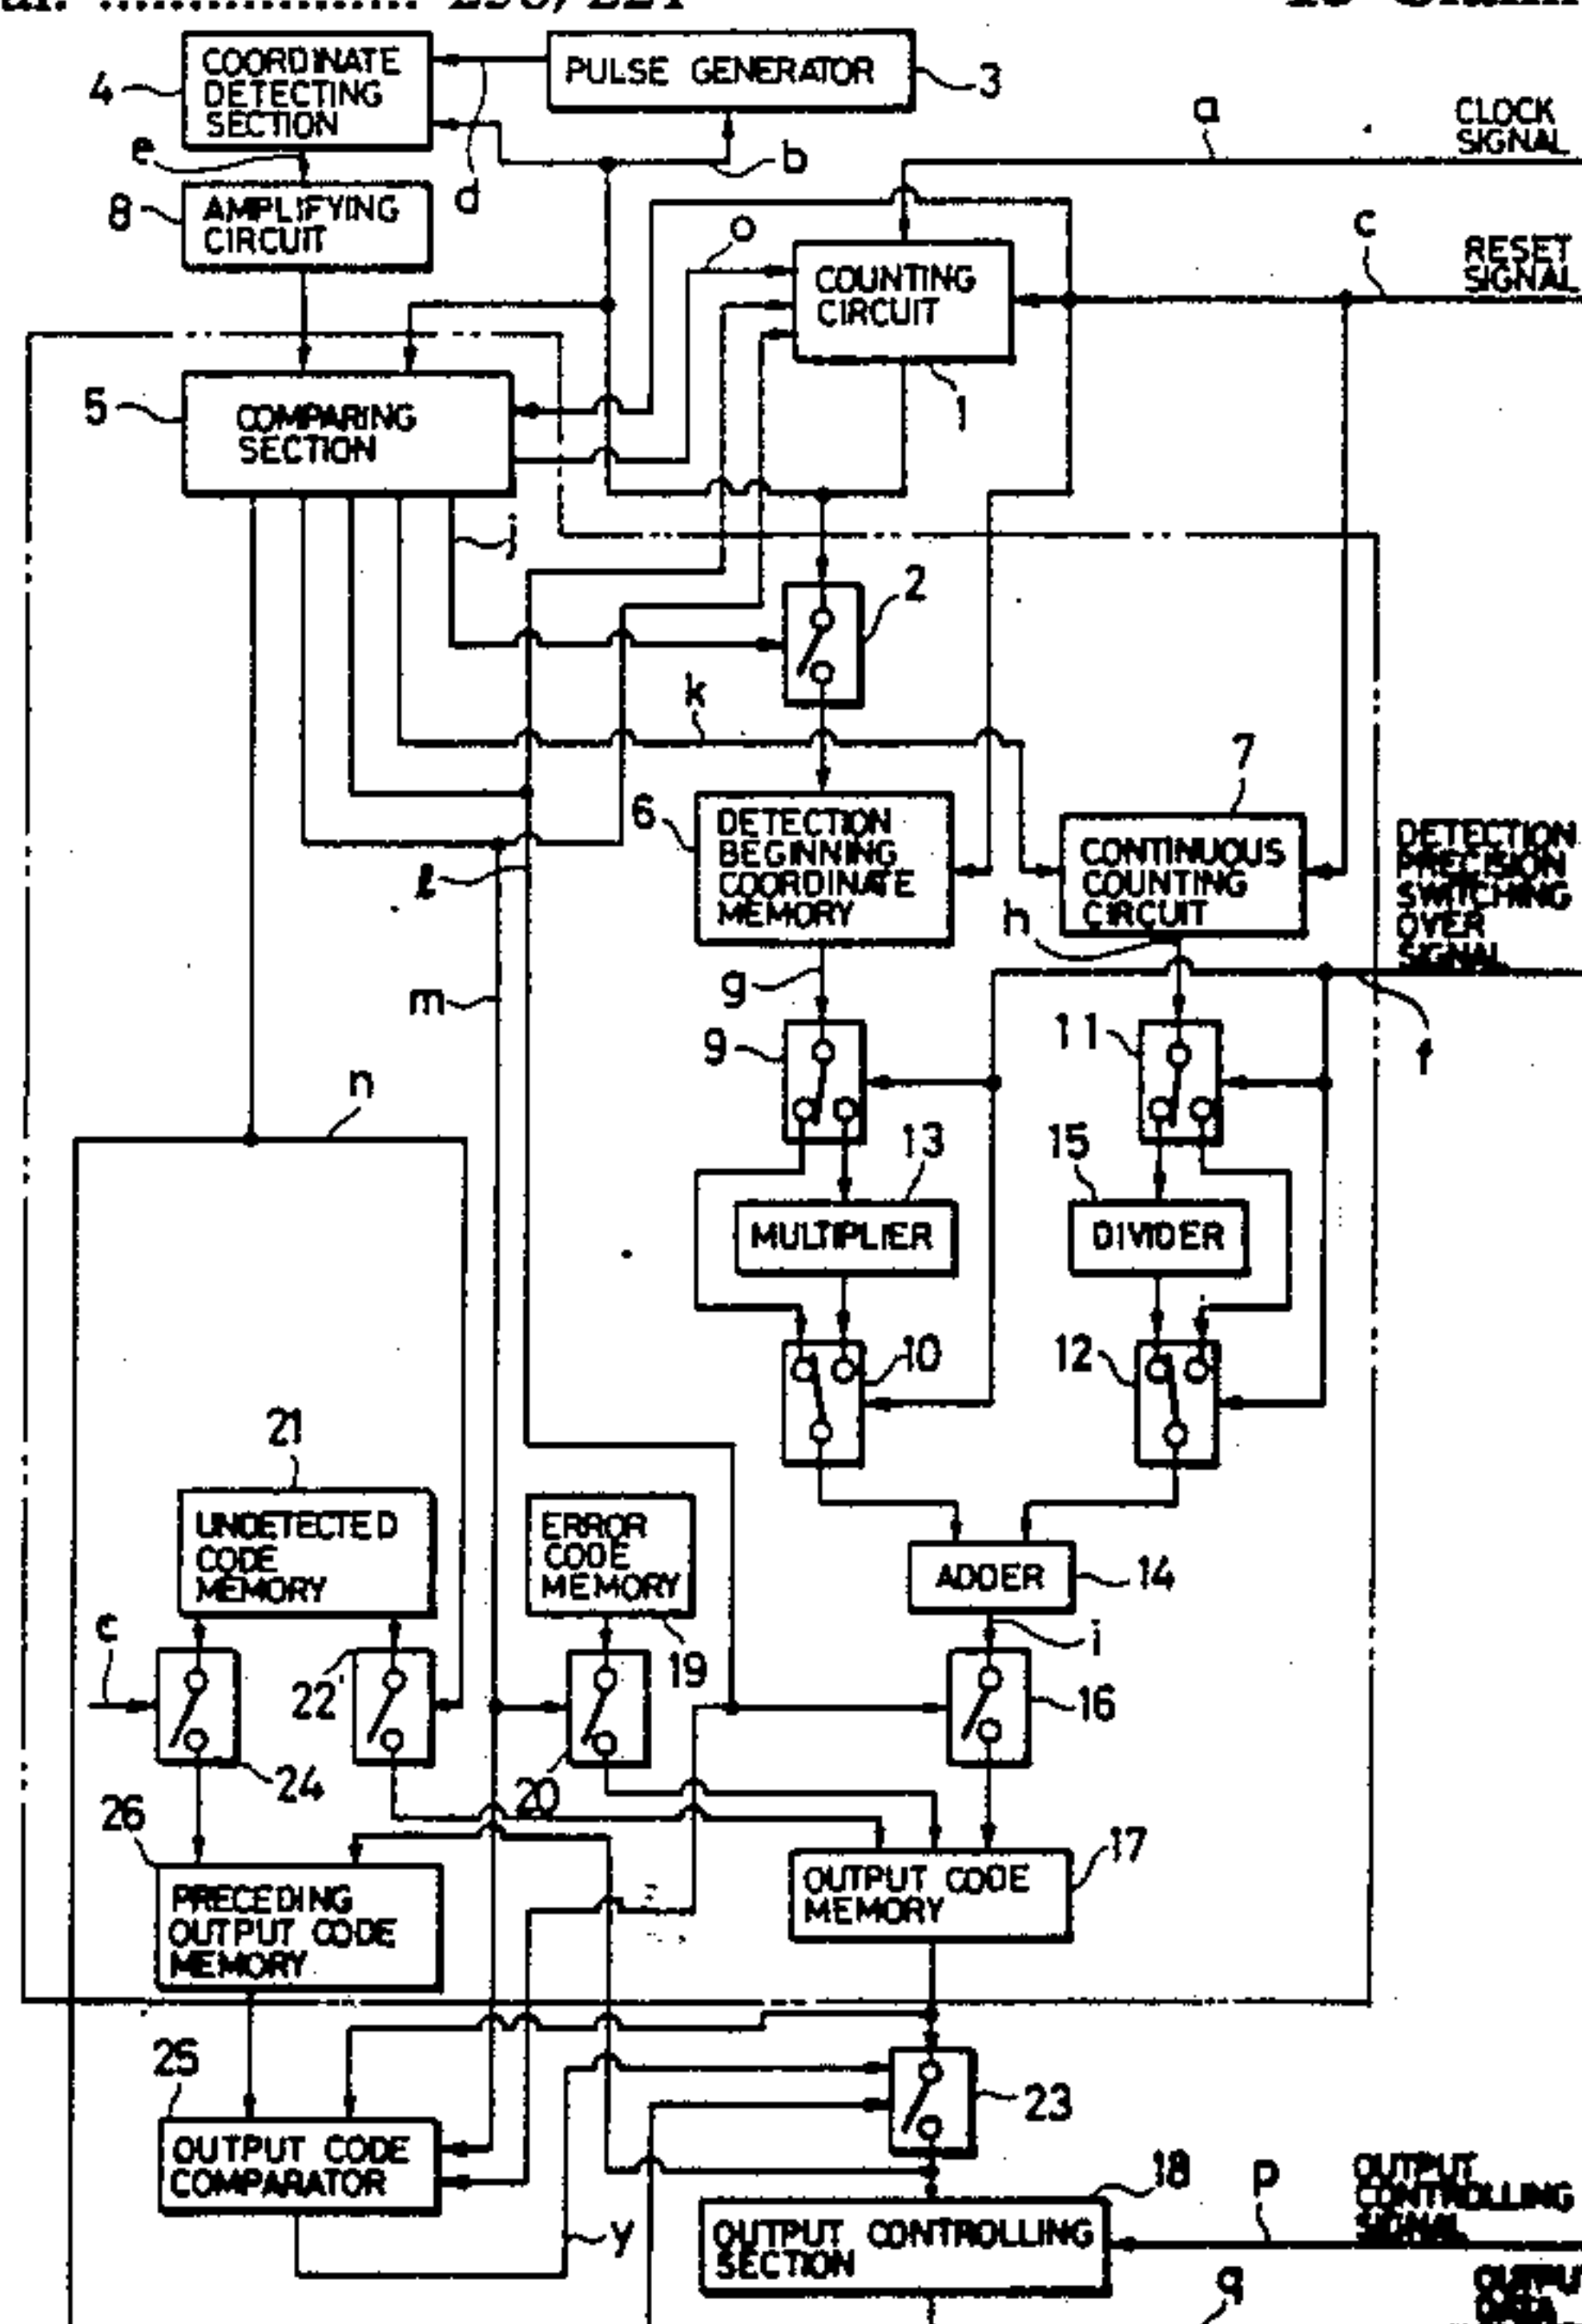 4
COORDINATE
DETECTING
SECTION
PULSE GENERATOR
3
a
CLOCK
SIGNAL
e
d
b
8
AMPLIFYING
CIRCUIT
o
COUNTING
CIRCUIT
c
RESET
SIGNAL
5
COMPARING
SECTION
1
j
2
k
7
6
DETECTION
BEGINNING
COORDINATE
MEMORY
CONTINUOUS
COUNTING
CIRCUIT
DETECTION
PRECISION
SWITCHING
OVER
SIGNAL
l
h
g
m
9
11
f
n
13
15
MULTIPLIER
DIVIDER
10
12
21
UNDETECTED
CODE
MEMORY
ERROR
CODE
MEMORY
ADDER
14
c
i
19
22
16
24
20
26
17
PRECEDING
OUTPUT CODE
MEMORY
OUTPUT CODE
MEMORY
25
23
OUTPUT CODE
COMPARATOR
18
p
OUTPUT
CONTROLLING
SIGNAL
y
OUTPUT CONTROLLING
SECTION
q